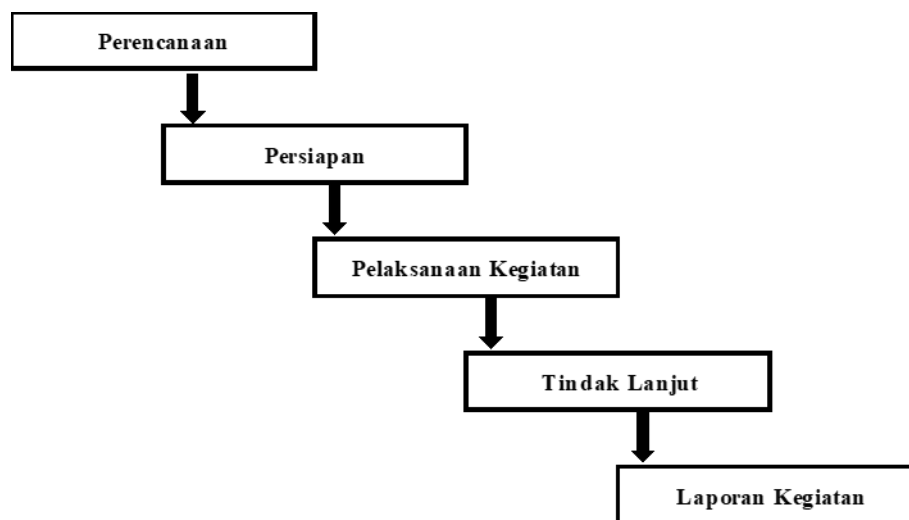 Perencanaan
Persiapan
Pelaksanaan Kegiatan
Tindak Lanjut
Laporan Kegiatan